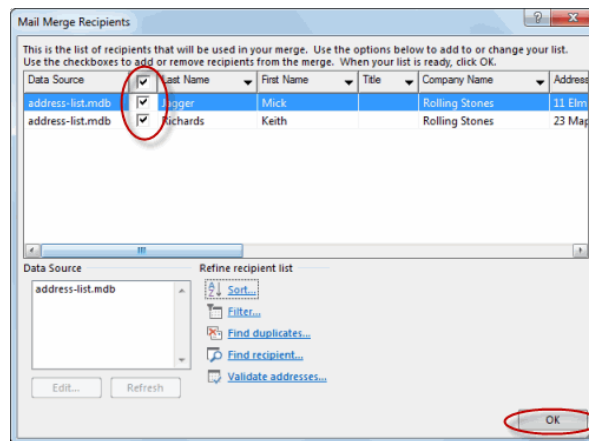 Mail Merge Recipients
This is the list of recipients that will be used in your merge. Use the options below to add to or change your list.
Use the checkboxes to add or remove recipients from the merge. When your list is ready, click OK.
Data Source Last Name First Name Title Company Name Address
address-list.mdb Jagger Mick Rolling Stones 11 Elm
address-list.mdb Richards Keith Rolling Stones 23 Map
Data Source Refine recipient list
address-list.mdb
Sort...
Filter...
Find duplicates...
Find recipient...
Validate addresses...
Edit... Refresh
OK